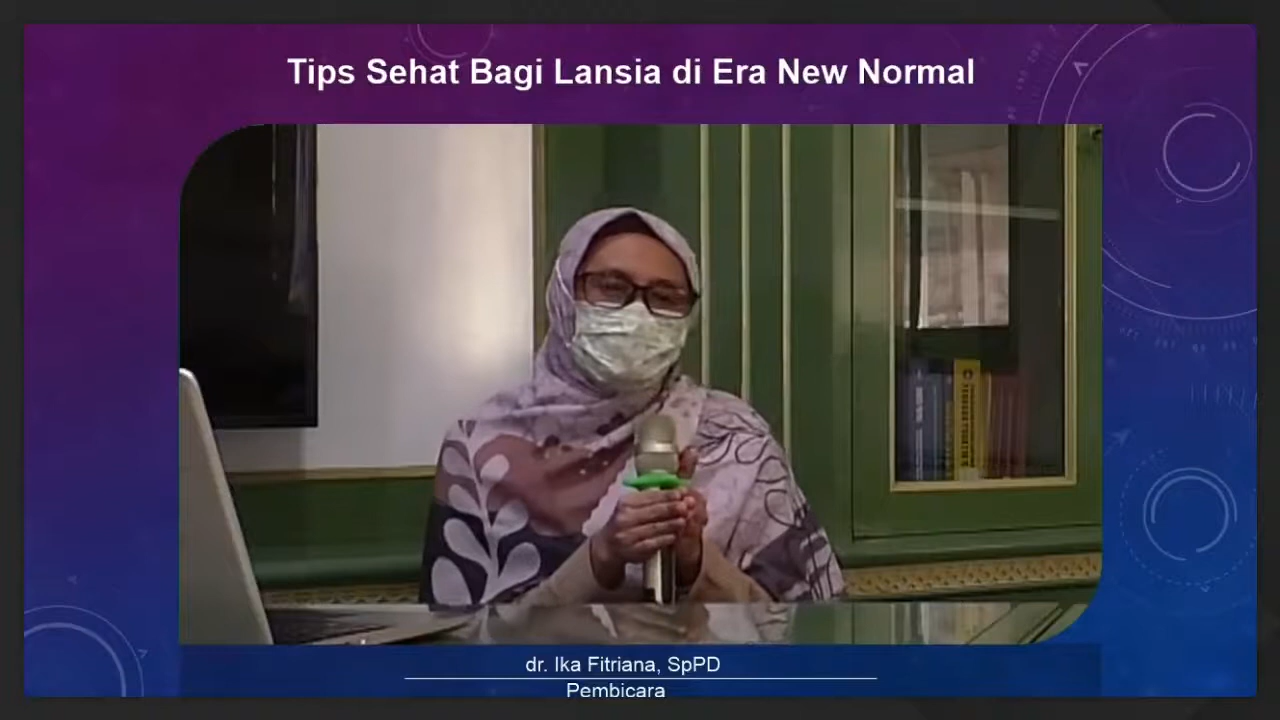 Tips Sehat Bagi Lansia di Era New Normal
dr. Ika Fitriana, SpPD
Pembicara